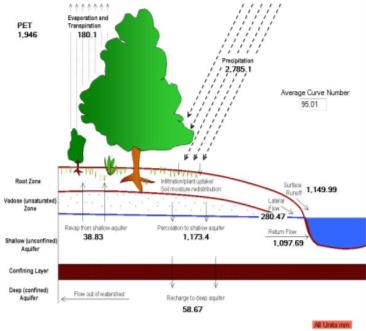 PET
1,946
Evaporation and
Transpiration
180.1
Precipitation
2,785.1
Average Curve Number
95.01
Root Zone
Infiltration/plant uptake/
Soil moisture redistribution
Surface
Runoff
1,149.99
Vadose (unsaturated)
Zone
Lateral
Flow
280.47
Revap from shallow aquifer
38.83
Percolation to shallow aquifer
1,173.4
Return Flow
1,097.69
Shallow (unconfined)
Aquifer
Confining Layer
Deep (confined)
Aquifer
Flow out of watershed
Recharge to deep aquifer
58.67
All Units mm